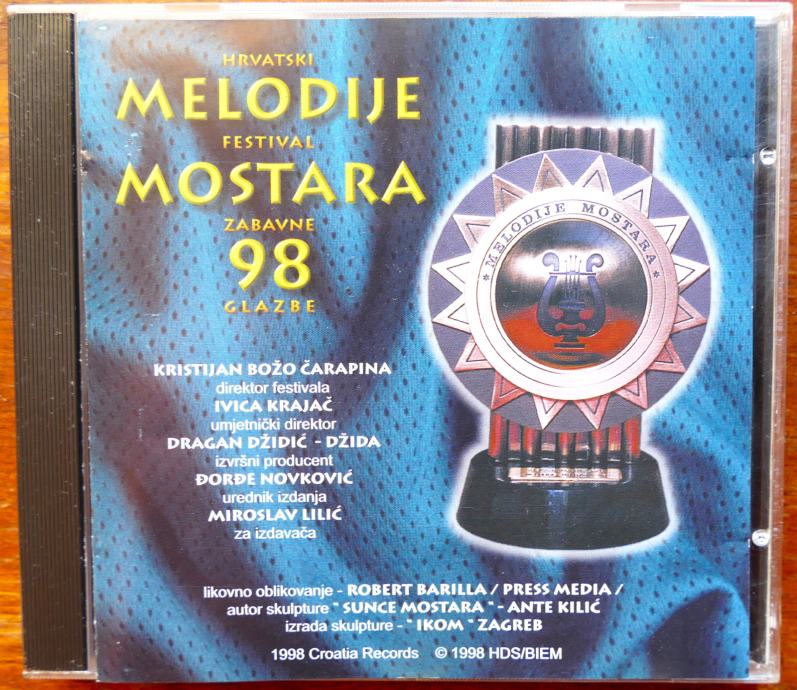 HRVATSKI
MELODIJE
FESTIVAL
MOSTARA
ZABAVNE
98
GLAZBE
* MELODIJE MOSTARA *
KRISTIJAN BOŽO ČARAPINA
direktor festivala
IVICA KRAJAČ
umjetnički direktor
DRAGAN DŽIDIĆ - DŽIDA
izvršni producent
ĐORĐE NOVKOVIĆ
urednik izdanja
MIROSLAV LILIĆ
za izdavača
likovno oblikovanje - ROBERT BARILLA / PRESS MEDIA /
autor skulpture " SUNCE MOSTARA " - ANTE KILIĆ
izrada skulpture - " IKOM " ZAGREB
1998 Croatia Records © 1998 HDS/BIEM